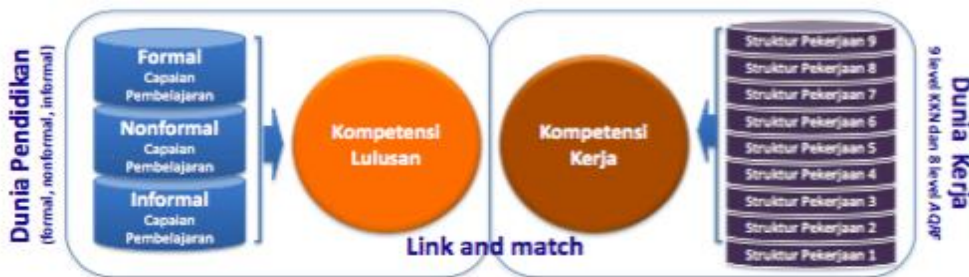 Dunia Pendidikan
(formal, nonformal, informal)
Formal
Capaian
Pembelajaran
Nonformal
Capaian
Pembelajaran
Informal
Capaian
Pembelajaran
Kompetensi
Lulusan
Kompetensi
Kerja
Link and match
Struktur Pekerjaan 9
Struktur Pekerjaan 8
Struktur Pekerjaan 7
Struktur Pekerjaan 6
Struktur Pekerjaan 5
Struktur Pekerjaan 4
Struktur Pekerjaan 3
Struktur Pekerjaan 2
Struktur Pekerjaan 1
Dunia Kerja
9 level KKN dan 8 level AQRF